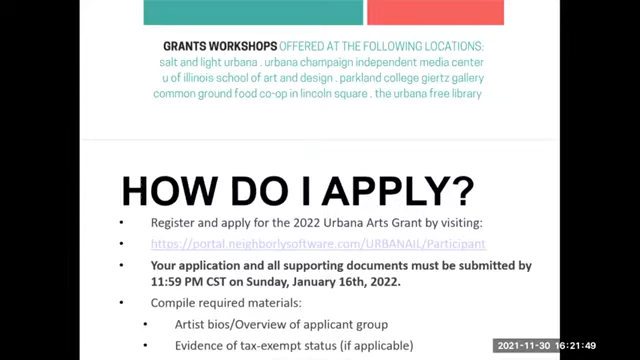 GRANTS WORKSHOPS OFFERED AT THE FOLLOWING LOCATIONS:
salt and light urbana . urbana champaign independent media center
u of illinois school of art and design . parkland college giertz gallery
common ground food co-op in lincoln square . the urbana free library
HOW DO I APPLY?
• Register and apply for the 2022 Urbana Arts Grant by visiting:
• https://portal.neighborlysoftware.com/URBANAIL/Participant
• Your application and all supporting documents must be submitted by
11:59 PM CST on Sunday, January 16th, 2022.
• Compile required materials:
• Artist bios/Overview of applicant group
• Evidence of tax-exempt status (if applicable)
2021-11-30 16:21:49